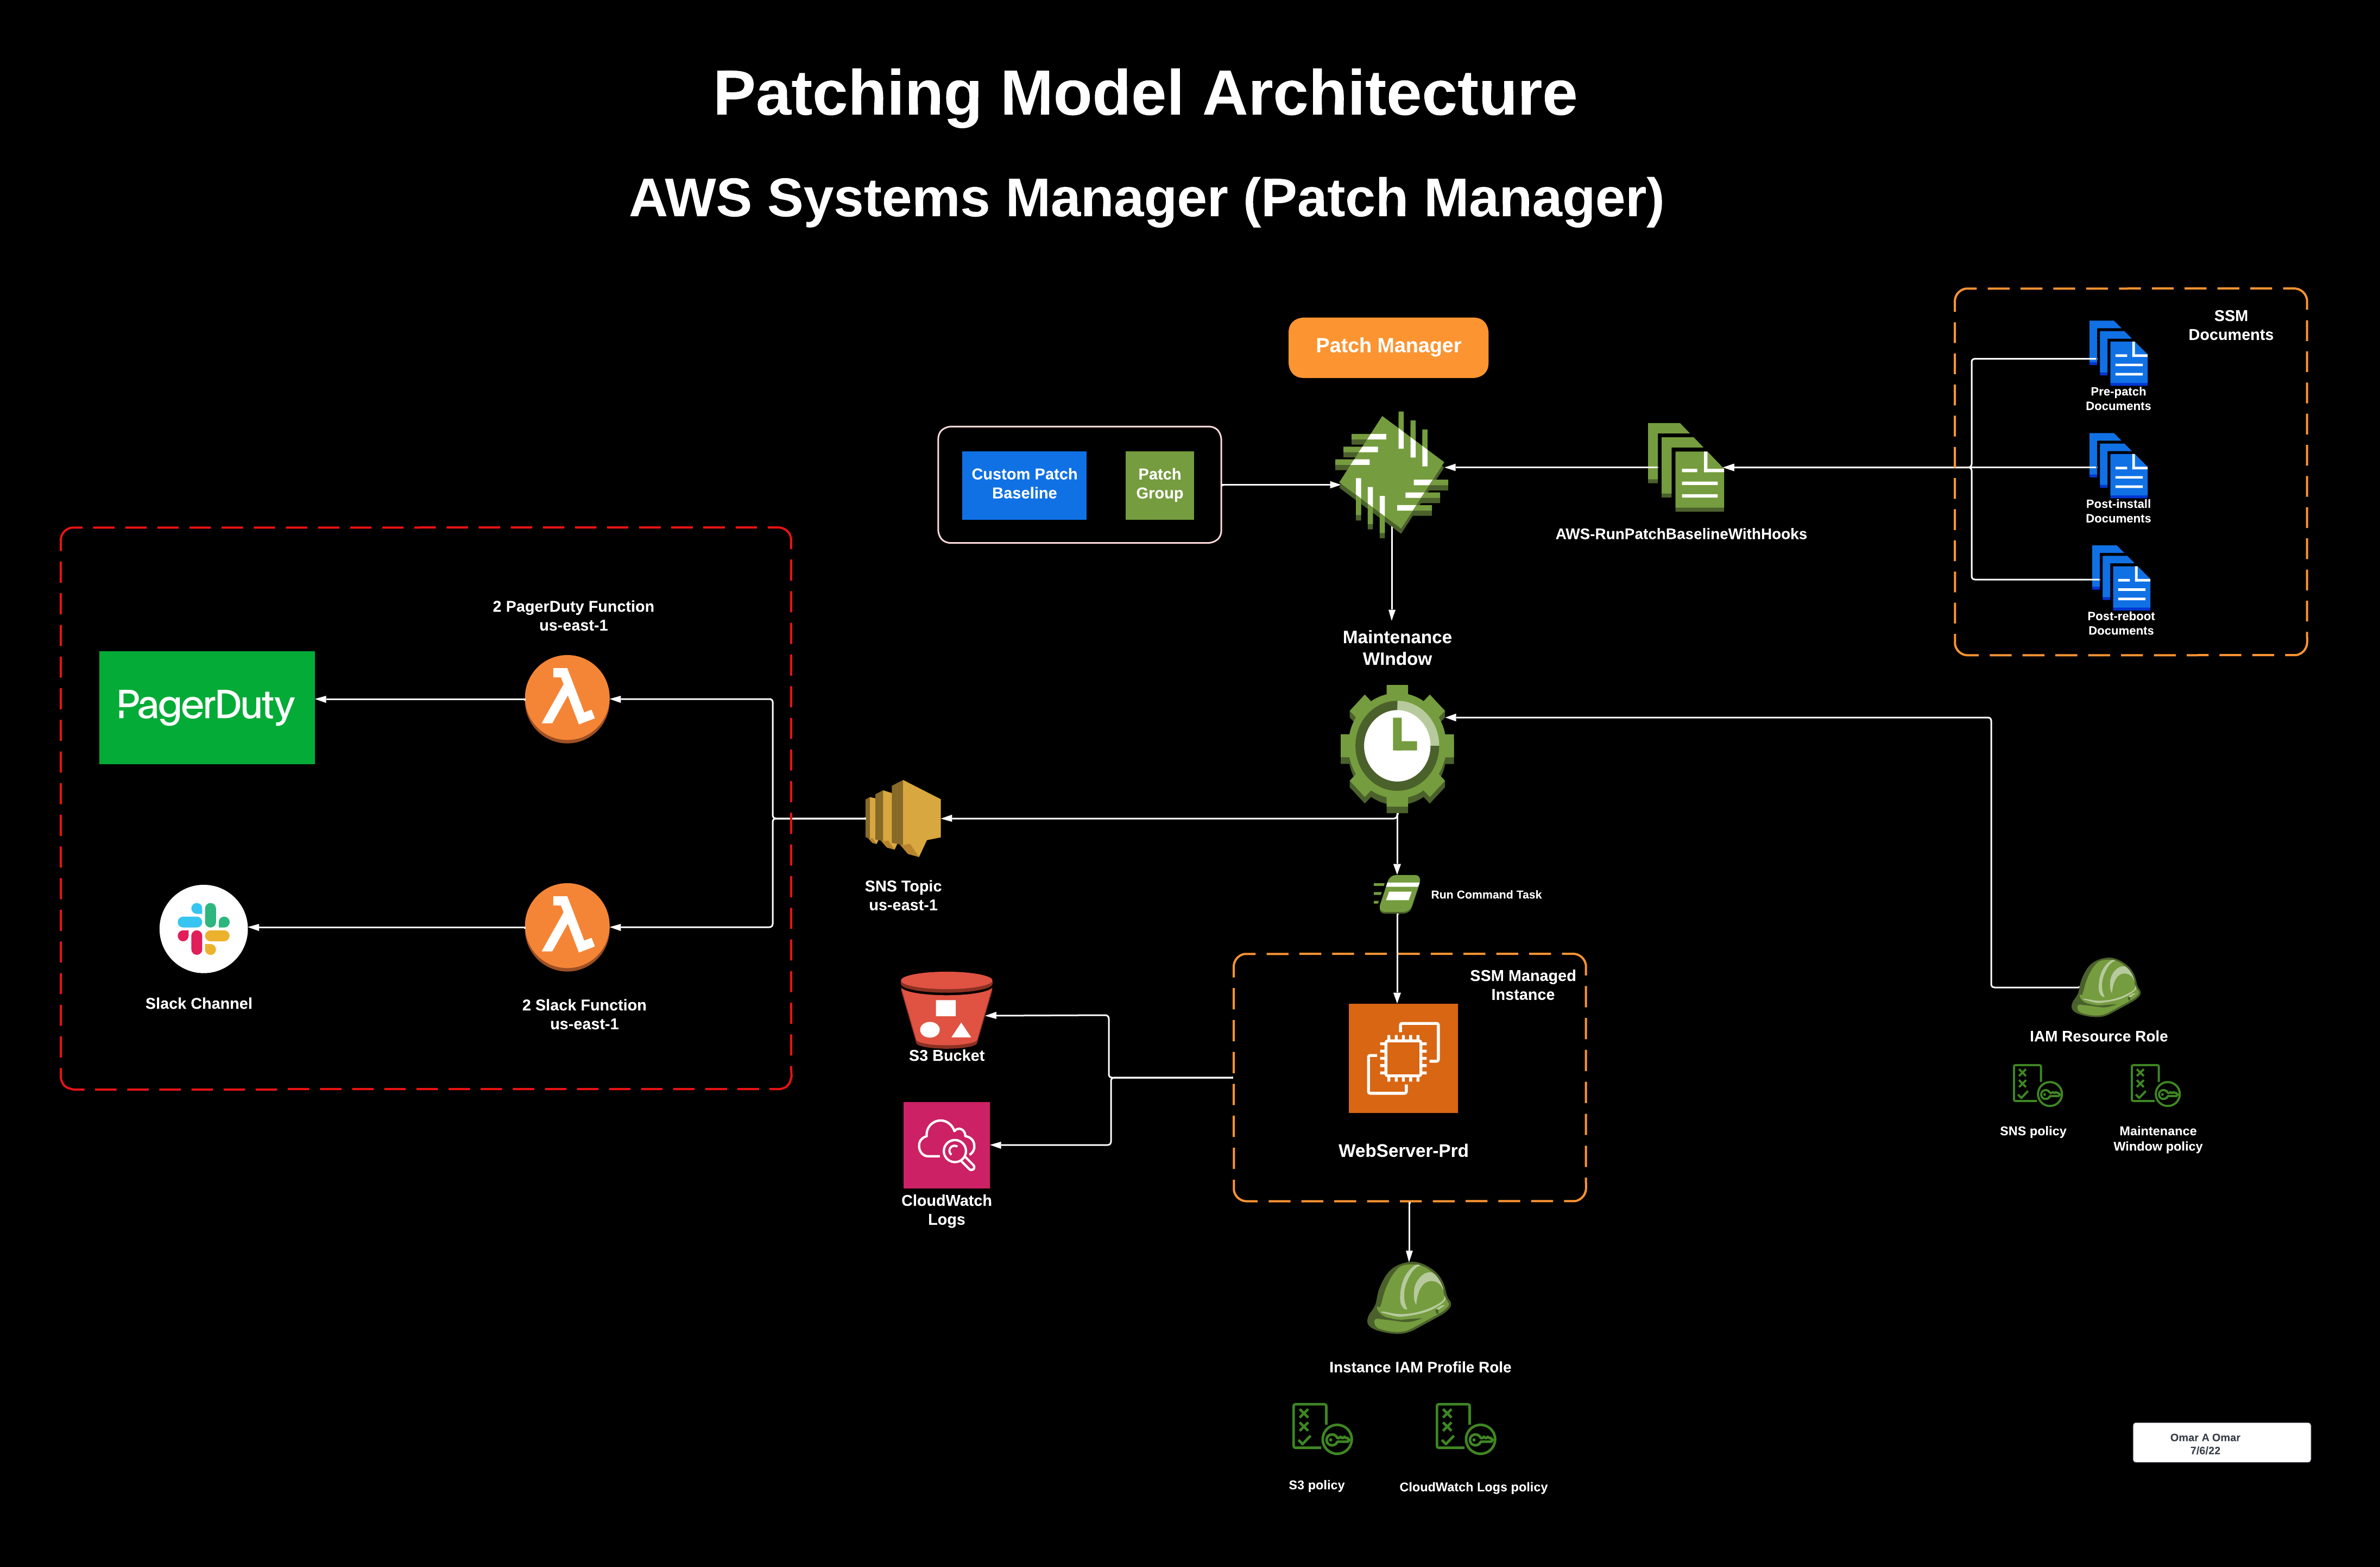 Patching Model Architecture
AWS Systems Manager (Patch Manager)
SSM
Documents
Patch Manager
Pre-patch
Documents
Custom Patch
Baseline
Patch
Group
AWS-RunPatchBaselineWithHooks
Post-install
Documents
Post-reboot
Documents
2 PagerDuty Function
us-east-1
Maintenance
WIndow
PagerDuty
SNS Topic
us-east-1
Run Command Task
Slack Channel
2 Slack Function
us-east-1
SSM Managed
Instance
S3 Bucket
WebServer-Prd
CloudWatch
Logs
IAM Resource Role
SNS policy
Maintenance
Window policy
Instance IAM Profile Role
S3 policy
CloudWatch Logs policy
Omar A Omar
7/6/22